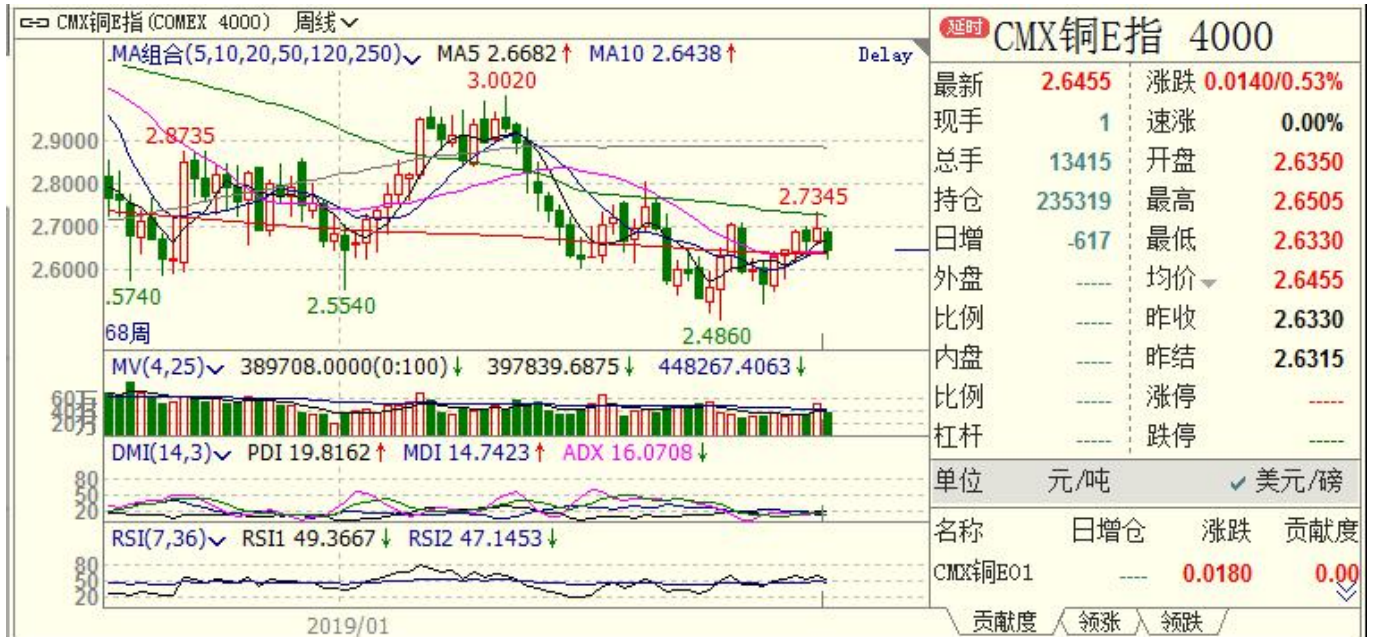 CMX铜E指(COMEX 4000) 周线
MA组合(5,10,20,50,120,250) MA5 2.6682↑ MA10 2.6438↑ Delay
3.0020
2.9000
2.8735
2.8000
2.7345
2.7000
2.6000
.5740
2.5540
2.4860
68周
MV(4,25) 389708.0000(0:100)↓ 397839.6875↓ 448267.4063↓
60万
40万
20万
DMI(14,3) PDI 19.8162↑ MDI 14.7423↑ ADX 16.0708↓
80
50
20
RSI(7,36) RSI1 49.3667↓ RSI2 47.1453↓
80
50
20
2019/01
延时 CMX铜E指 4000
最新 2.6455 涨跌 0.0140/0.53%
现手 1 速涨 0.00%
总手 13415 开盘 2.6350
持仓 235319 最高 2.6505
日增 -617 最低 2.6330
外盘 ----- 均价 2.6455
比例 ----- 昨收 2.6330
内盘 ----- 昨结 2.6315
比例 ----- 涨停 -----
杠杆 ----- 跌停 -----
单位 元/吨 ✓ 美元/磅
名称 日增仓 涨跌 贡献度
CMX铜E01 ---- 0.0180 0.00
贡献度 领涨 领跌